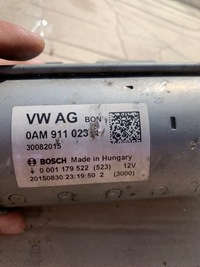 VW AG BON
0AM 911 023
30082015
BOSCH Made in Hungary
0 001 179 522 (523) 12V
20150830 23 19:50 2 (3000)